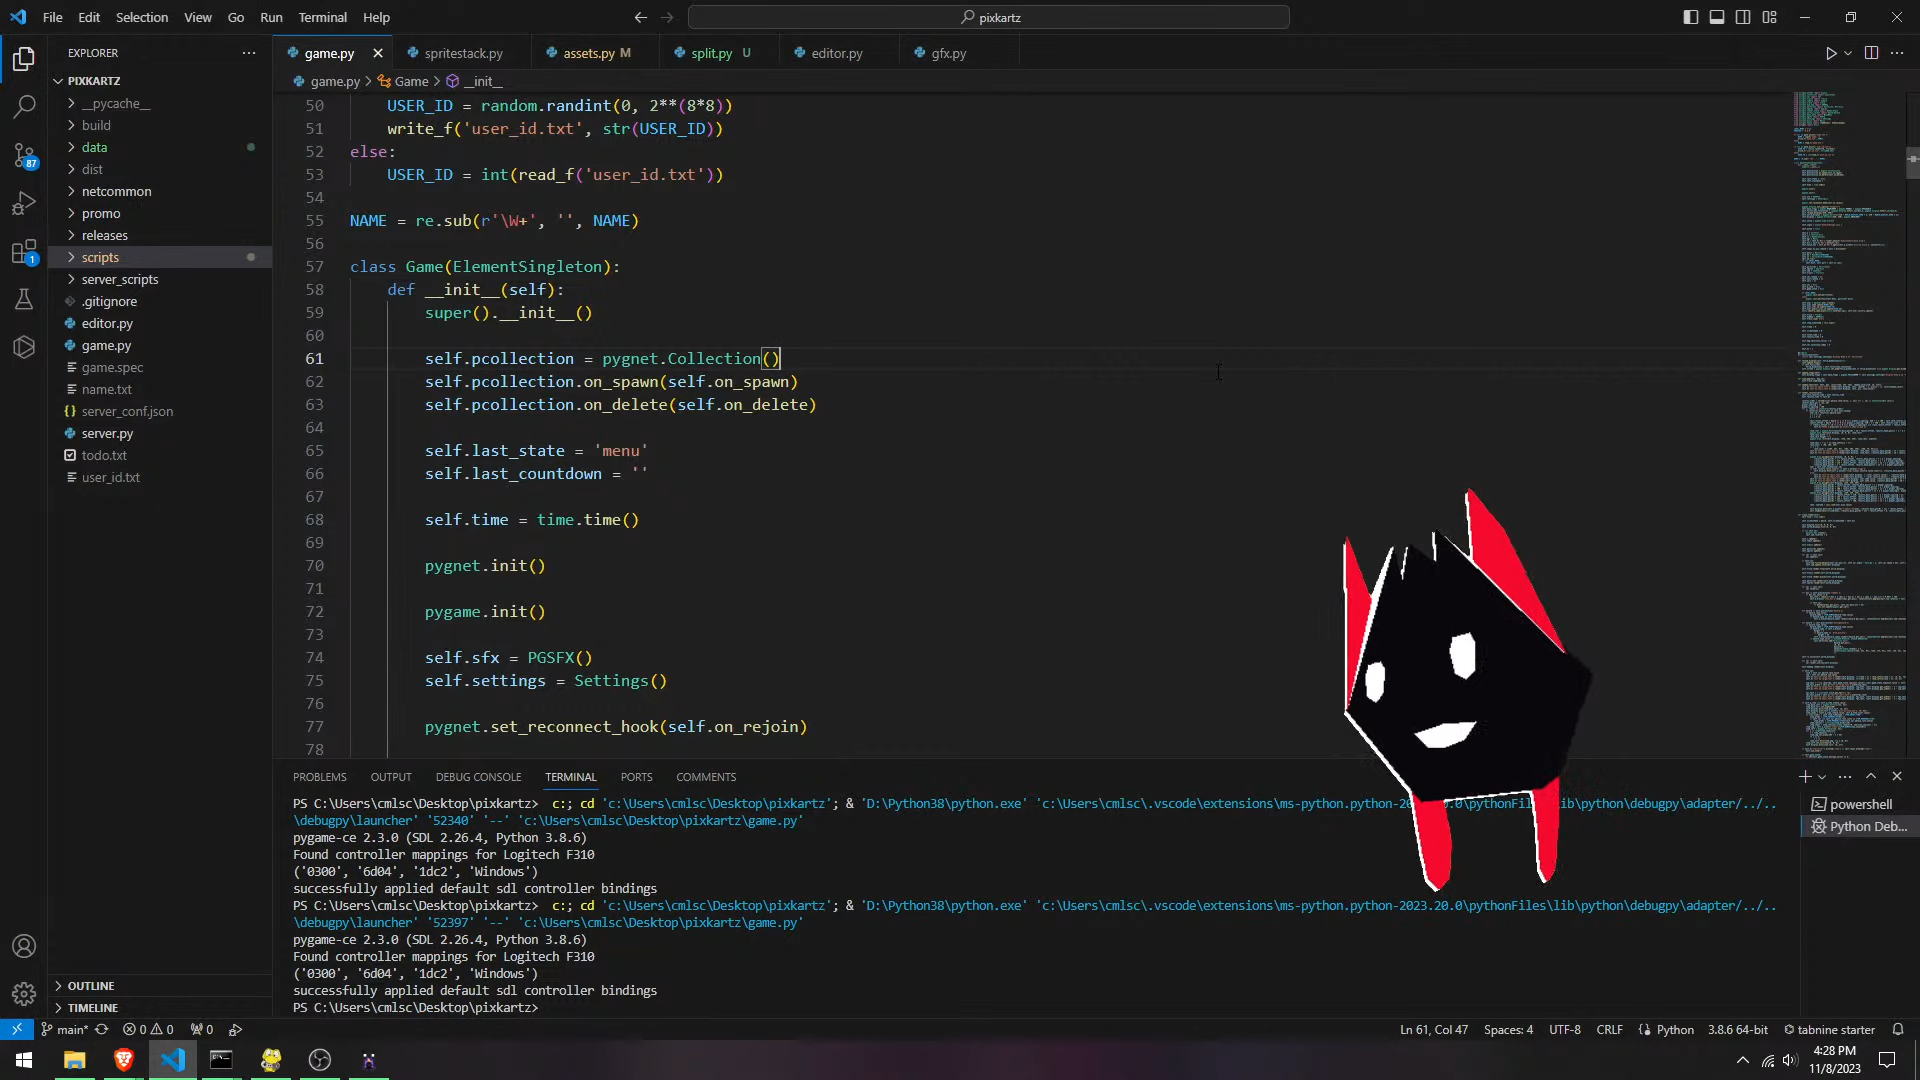 File Edit Selection View Go Run Terminal Help
pixkartz
EXPLORER
game.py
spritestack.py
assets.py M
split.py U
editor.py
gfx.py
PIXKARTZ
game.py > Game > __init__
__pycache__
build
data
dist
netcommon
promo
releases
scripts
server_scripts
.gitignore
editor.py
game.py
game.spec
name.txt
server_conf.json
server.py
todo.txt
user_id.txt
OUTLINE
TIMELINE
87
1
50 USER_ID = random.randint(0, 2**(8*8))
51 write_f('user_id.txt', str(USER_ID))
52 else:
53 USER_ID = int(read_f('user_id.txt'))
54
55 NAME = re.sub(r'\W+', '', NAME)
56
57 class Game(ElementSingleton):
58 def __init__(self):
59 super().__init__()
60
61 self.pcollection = pygnet.Collection()
62 self.pcollection.on_spawn(self.on_spawn)
63 self.pcollection.on_delete(self.on_delete)
64
65 self.last_state = 'menu'
66 self.last_countdown = ''
67
68 self.time = time.time()
69
70 pygnet.init()
71
72 pygame.init()
73
74 self.sfx = PGSFX()
75 self.settings = Settings()
76
77 pygnet.set_reconnect_hook(self.on_rejoin)
78
PROBLEMS OUTPUT DEBUG CONSOLE TERMINAL PORTS COMMENTS
PS C:\Users\cmlsc\Desktop\pixkartz> c:; cd 'c:\Users\cmlsc\Desktop\pixkartz'; & 'D:\Python38\python.exe' 'c:\Users\cmlsc\.vscode\extensions\ms-python.python-20 .0\pythonFiles\lib\python\debugpy\adapter/../..
\debugpy\launcher' '52340' '--' 'c:\Users\cmlsc\Desktop\pixkartz\game.py'
pygame-ce 2.3.0 (SDL 2.26.4, Python 3.8.6)
Found controller mappings for Logitech F310
('0300', '6d04', '1dc2', 'Windows')
successfully applied default sdl controller bindings
PS C:\Users\cmlsc\Desktop\pixkartz> c:; cd 'c:\Users\cmlsc\Desktop\pixkartz'; & 'D:\Python38\python.exe' 'c:\Users\cmlsc\.vscode\extensions\ms-python.python-2023.20.0\pythonFiles\lib\python\debugpy\adapter/../..
\debugpy\launcher' '52397' '--' 'c:\Users\cmlsc\Desktop\pixkartz\game.py'
pygame-ce 2.3.0 (SDL 2.26.4, Python 3.8.6)
Found controller mappings for Logitech F310
('0300', '6d04', '1dc2', 'Windows')
successfully applied default sdl controller bindings
PS C:\Users\cmlsc\Desktop\pixkartz>
powershell
Python Deb...
main* 0 0 0
Ln 61, Col 47 Spaces: 4 UTF-8 CRLF Python 3.8.6 64-bit tabnine starter
4:28 PM
11/8/2023